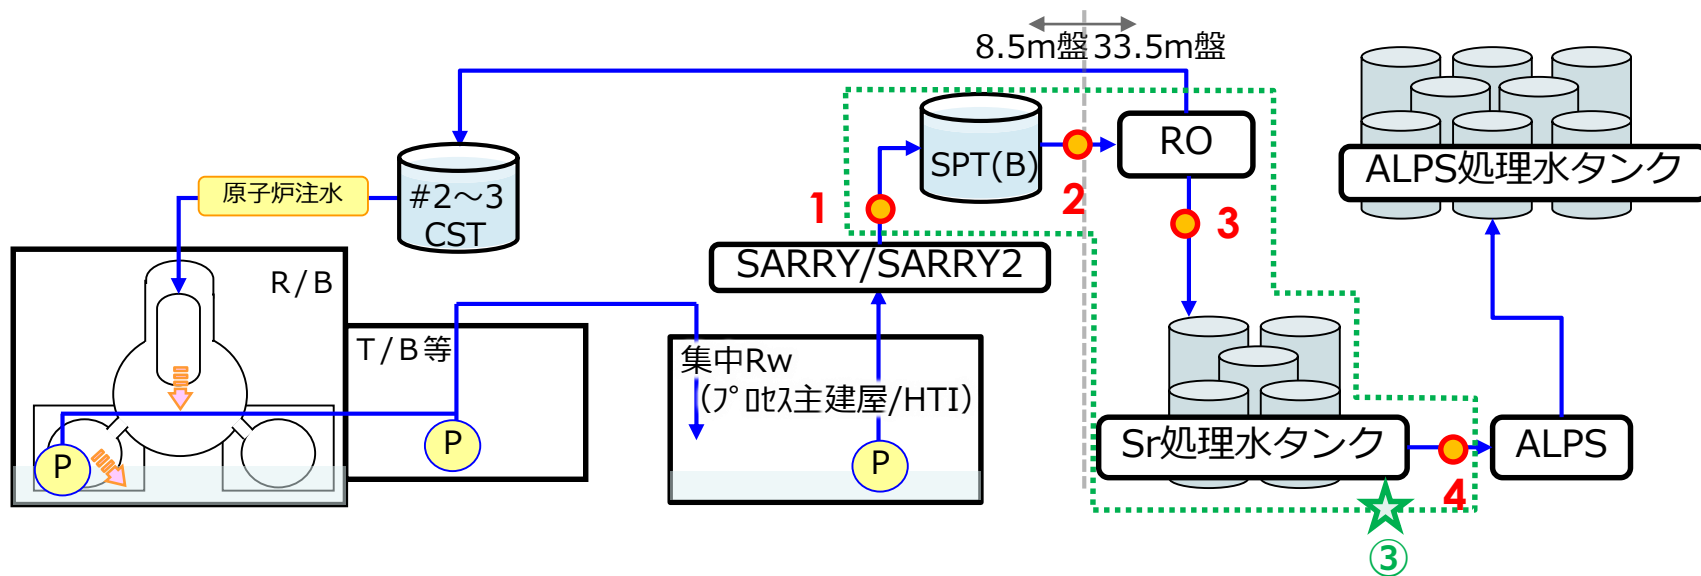 8.5m盤 33.5m盤
原子炉注水
#2～3
CST
SPT(B)
RO
1
2
3
ALPS処理水タンク
SARRY/SARRY2
R/B
T/B等
集中Rw
（ﾌﾟﾛｾｽ主建屋/HTI）
P
P
P
Sr処理水タンク
4
ALPS
③